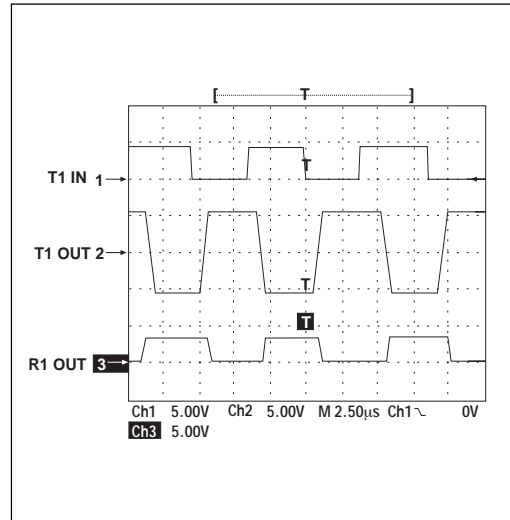 [ T ]
T1 IN 1
T
T1 OUT 2
T
T
R1 OUT 3
Ch1 5.00V Ch2 5.00V M 2.50µs Ch1 0V
Ch3 5.00V